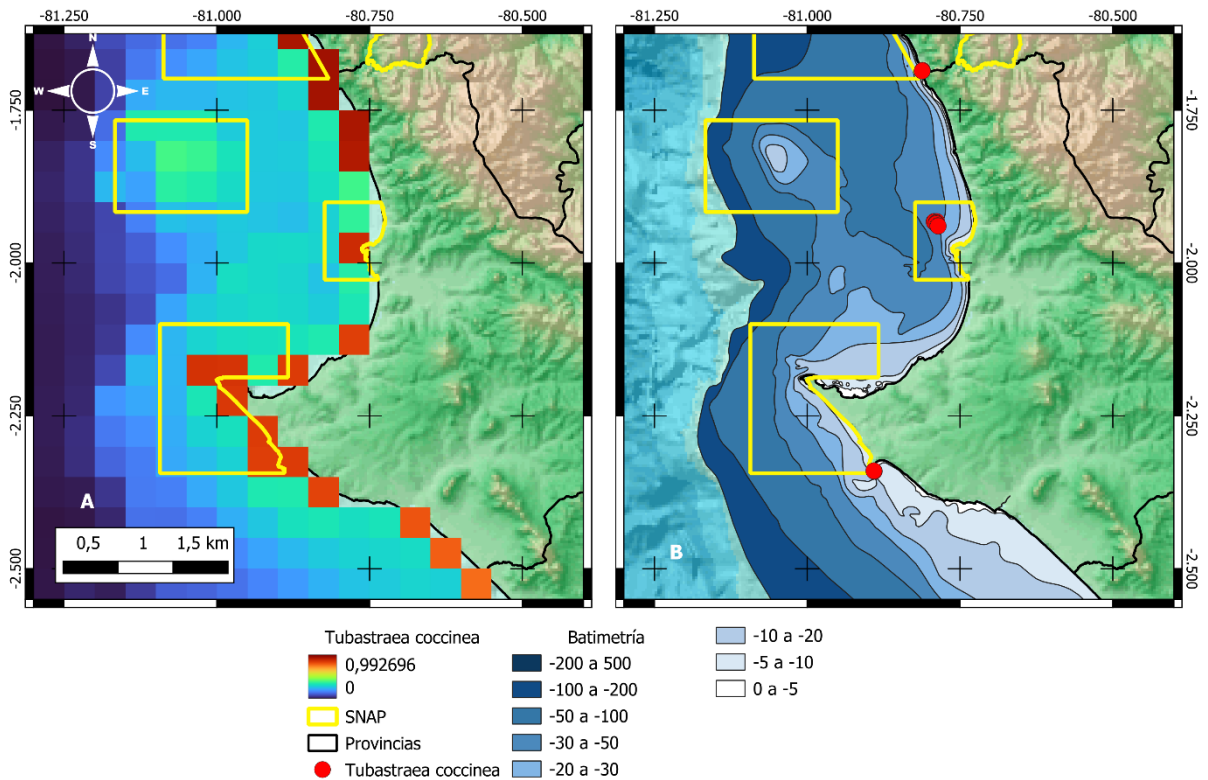 -81.250 -81.000 -80.750 -80.500
-81.250 -81.000 -80.750 -80.500
N
W E
S
-1.750
-2.000
-2.250
-2.500
-1.750
-2.000
-2.250
-2.500
A
0,5 1 1,5 km
B
Tubastraea coccinea
0,992696
0
SNAP
Provincias
Tubastraea coccinea
Batimetría
-200 a 500
-100 a -200
-50 a -100
-30 a -50
-20 a -30
-10 a -20
-5 a -10
0 a -5